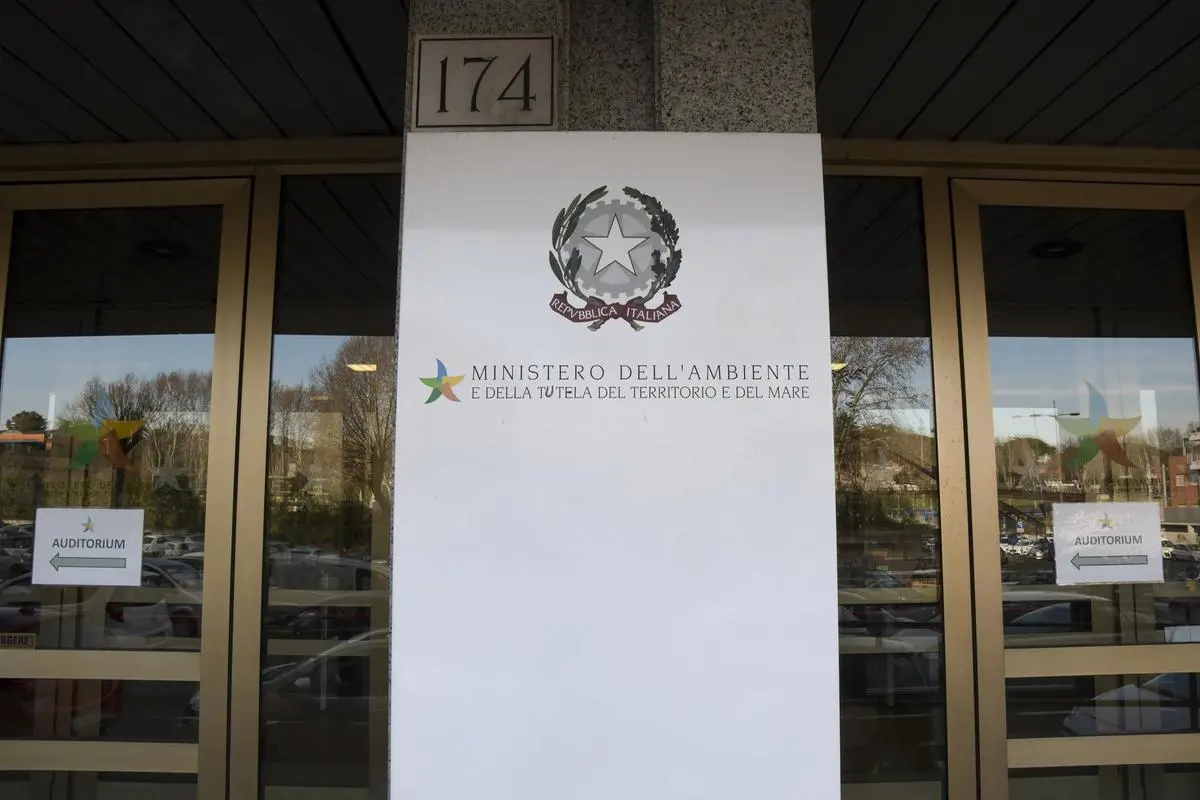 174
REPVBBLICA ITALIANA
MINISTERO DELL'AMBIENTE
E DELLA TUTELA DEL TERRITORIO E DEL MARE
AUDITORIUM
AUDITORIUM